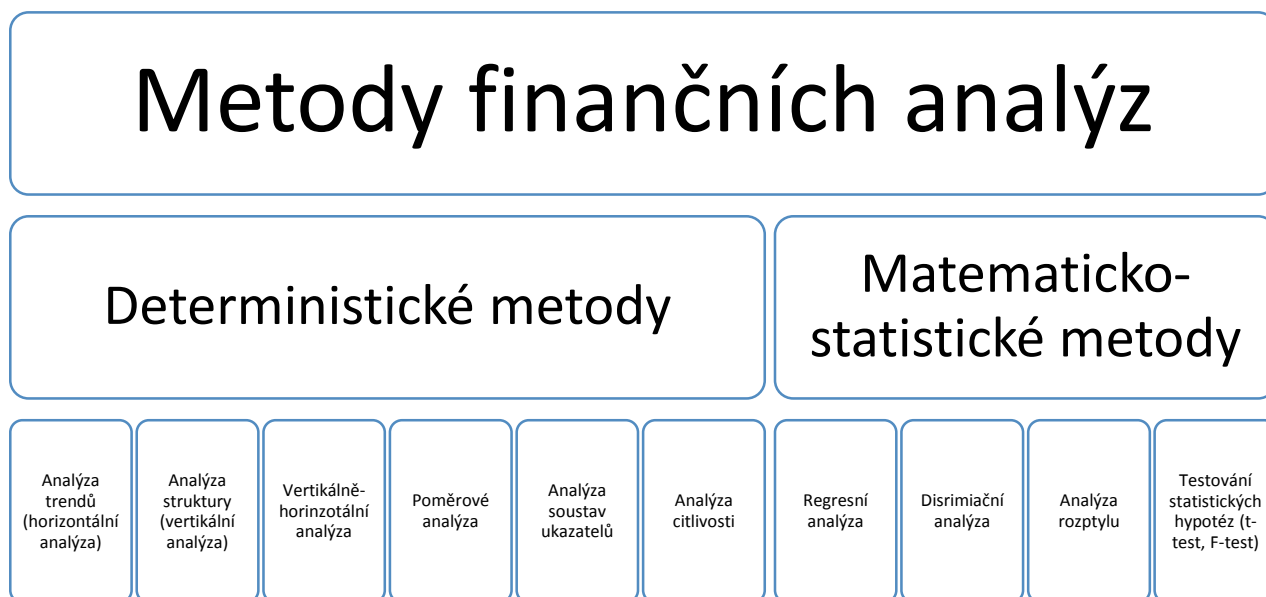 Metody finančních analýz
Deterministické metody
Matematicko-
statistické metody
Analýza
trendů
(horizontální
analýza)
Analýza
struktury
(vertikální
analýza)
Vertikálně-
horinzotální
analýza
Poměrové
analýza
Analýza
soustav
ukazatelů
Analýza
citlivosti
Regresní
analýza
Disrimiační
analýza
Analýza
rozptylu
Testování
statistických
hypotéz (t-
test, F-test)